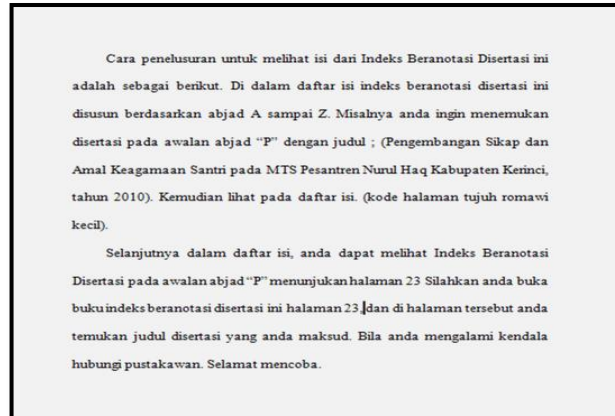 Cara penelusuran untuk melihat isi dari Indeks Beranotasi Disertasi ini
adalah sebagai berikut. Di dalam daftar isi indeks beranotasi disertasi ini
disusun berdasarkan abjad A sampai Z. Misalnya anda ingin menemukan
disertasi pada awalan abjad “P” dengan judul ; (Pengembangan Sikap dan
Amal Keagamaan Santri pada MTS Pesantren Nurul Haq Kabupaten Kerinci,
tahun 2010). Kemudian lihat pada daftar isi. (kode halaman tujuh romawi
kecil).
Selanjutnya dalam daftar isi, anda dapat melihat Indeks Beranotasi
Disertasi pada awalan abjad “P” menunjukan halaman 23 Silahkan anda buka
buku indeks beranotasi disertasi ini halaman 23, dan di halaman tersebut anda
temukan judul disertasi yang anda maksud. Bila anda mengalami kendala
hubungi pustakawan. Selamat mencoba.